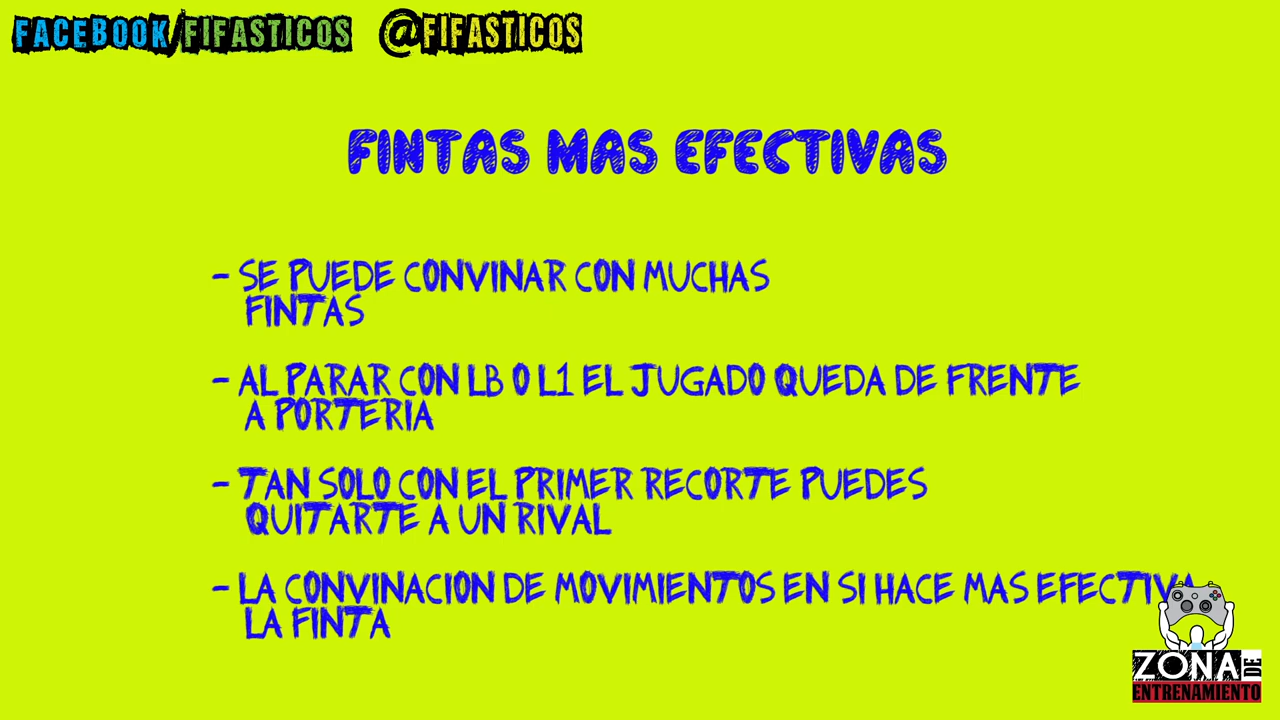 FACEBOOK/FIFASTICOS @FIFASTICOS
FINTAS MAS EFECTIVAS
- SE PUEDE CONVINAR CON MUCHAS
FINTAS
- AL PARAR CON LB O L1 EL JUGADO QUEDA DE FRENTE
A PORTERIA
- TAN SOLO CON EL PRIMER RECORTE PUEDES
QUITARTE A UN RIVAL
- LA CONVINACION DE MOVIMIENTOS EN SI HACE MAS EFECTIVA
LA FINTA
ZONA DE
ENTRENAMIENTO